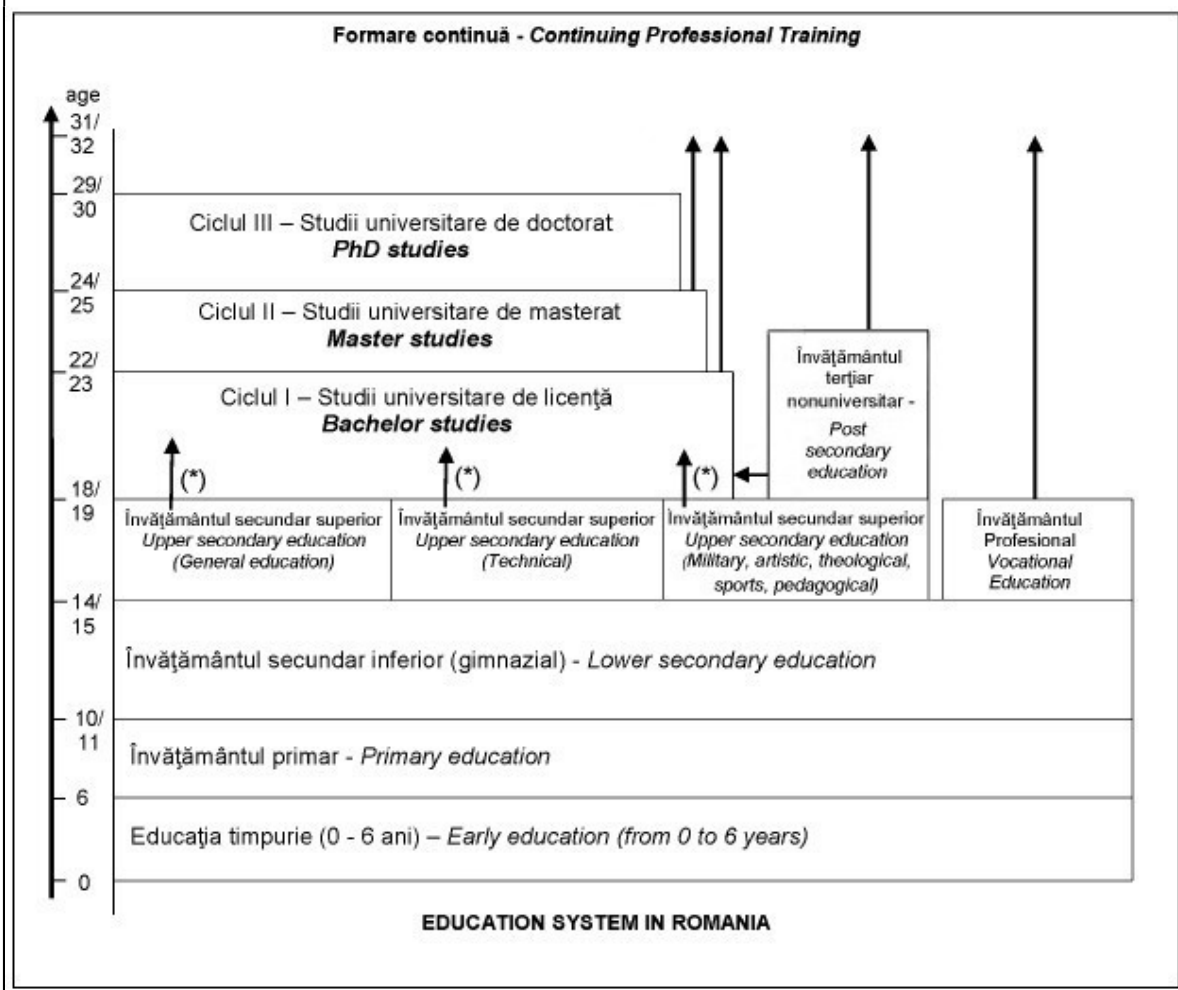 Formare continuă - Continuing Professional Training
age
31/
32
29/
30
Ciclul III – Studii universitare de doctorat
PhD studies
24/
25
Ciclul II – Studii universitare de masterat
Master studies
22/
23
Ciclul I – Studii universitare de licenţă
Bachelor studies
Învăţământul
terţiar
nonuniversitar -
Post
secondary
education
(*)
(*)
(*)
18/
19
Învăţământul secundar superior
Upper secondary education
(General education)
Învăţământul secundar superior
Upper secondary education
(Technical)
Învăţământul secundar superior
Upper secondary education
(Military, artistic, theological,
sports, pedagogical)
Învăţământul
Profesional
Vocational
Education
14/
15
Învăţământul secundar inferior (gimnazial) - Lower secondary education
10/
11
Învăţământul primar - Primary education
6
Educaţia timpurie (0 - 6 ani) – Early education (from 0 to 6 years)
0
EDUCATION SYSTEM IN ROMANIA